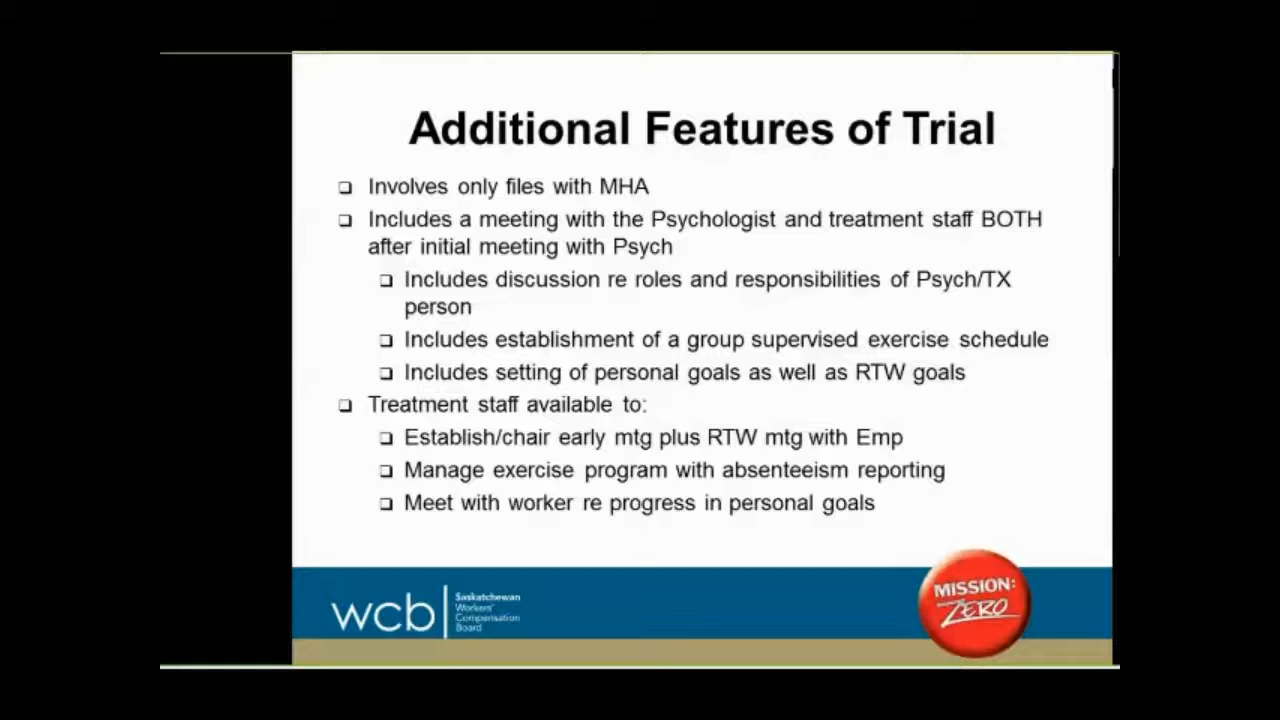 Additional Features of Trial
Involves only files with MHA
Includes a meeting with the Psychologist and treatment staff BOTH
after initial meeting with Psych
Includes discussion re roles and responsibilities of Psych/TX
person
Includes establishment of a group supervised exercise schedule
Includes setting of personal goals as well as RTW goals
Treatment staff available to:
Establish/chair early mtg plus RTW mtg with Emp
Manage exercise program with absenteeism reporting
Meet with worker re progress in personal goals
wcb
Saskatchewan
Workers'
Compensation
Board
MISSION:
ZERO